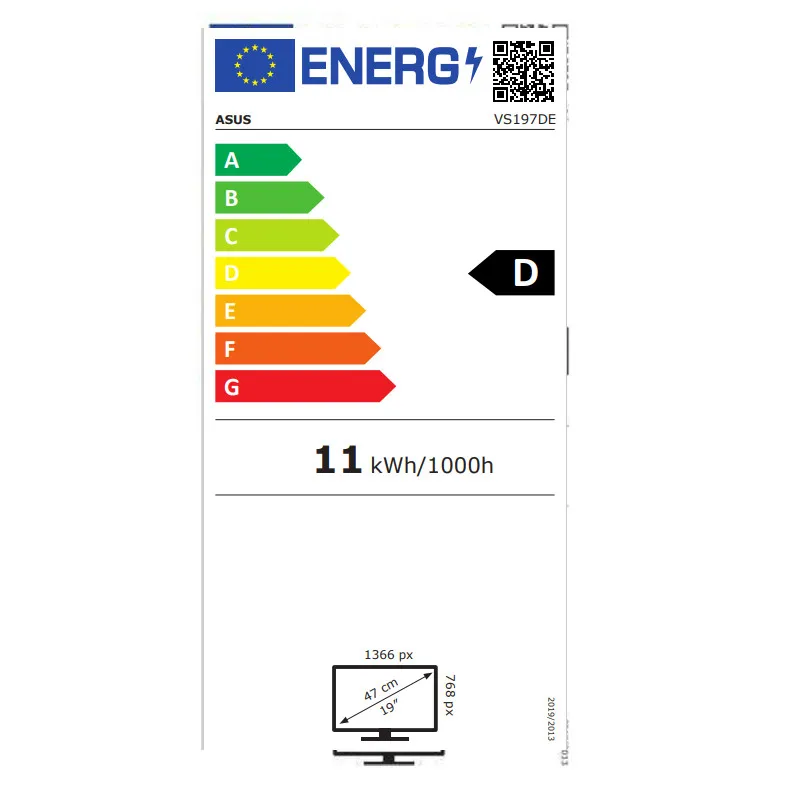 ENERG
ASUS VS197DE
A
B
C
D
D
E
F
G
11 kWh/1000h
1366 px
47 cm
19″
768 px
2019/2013